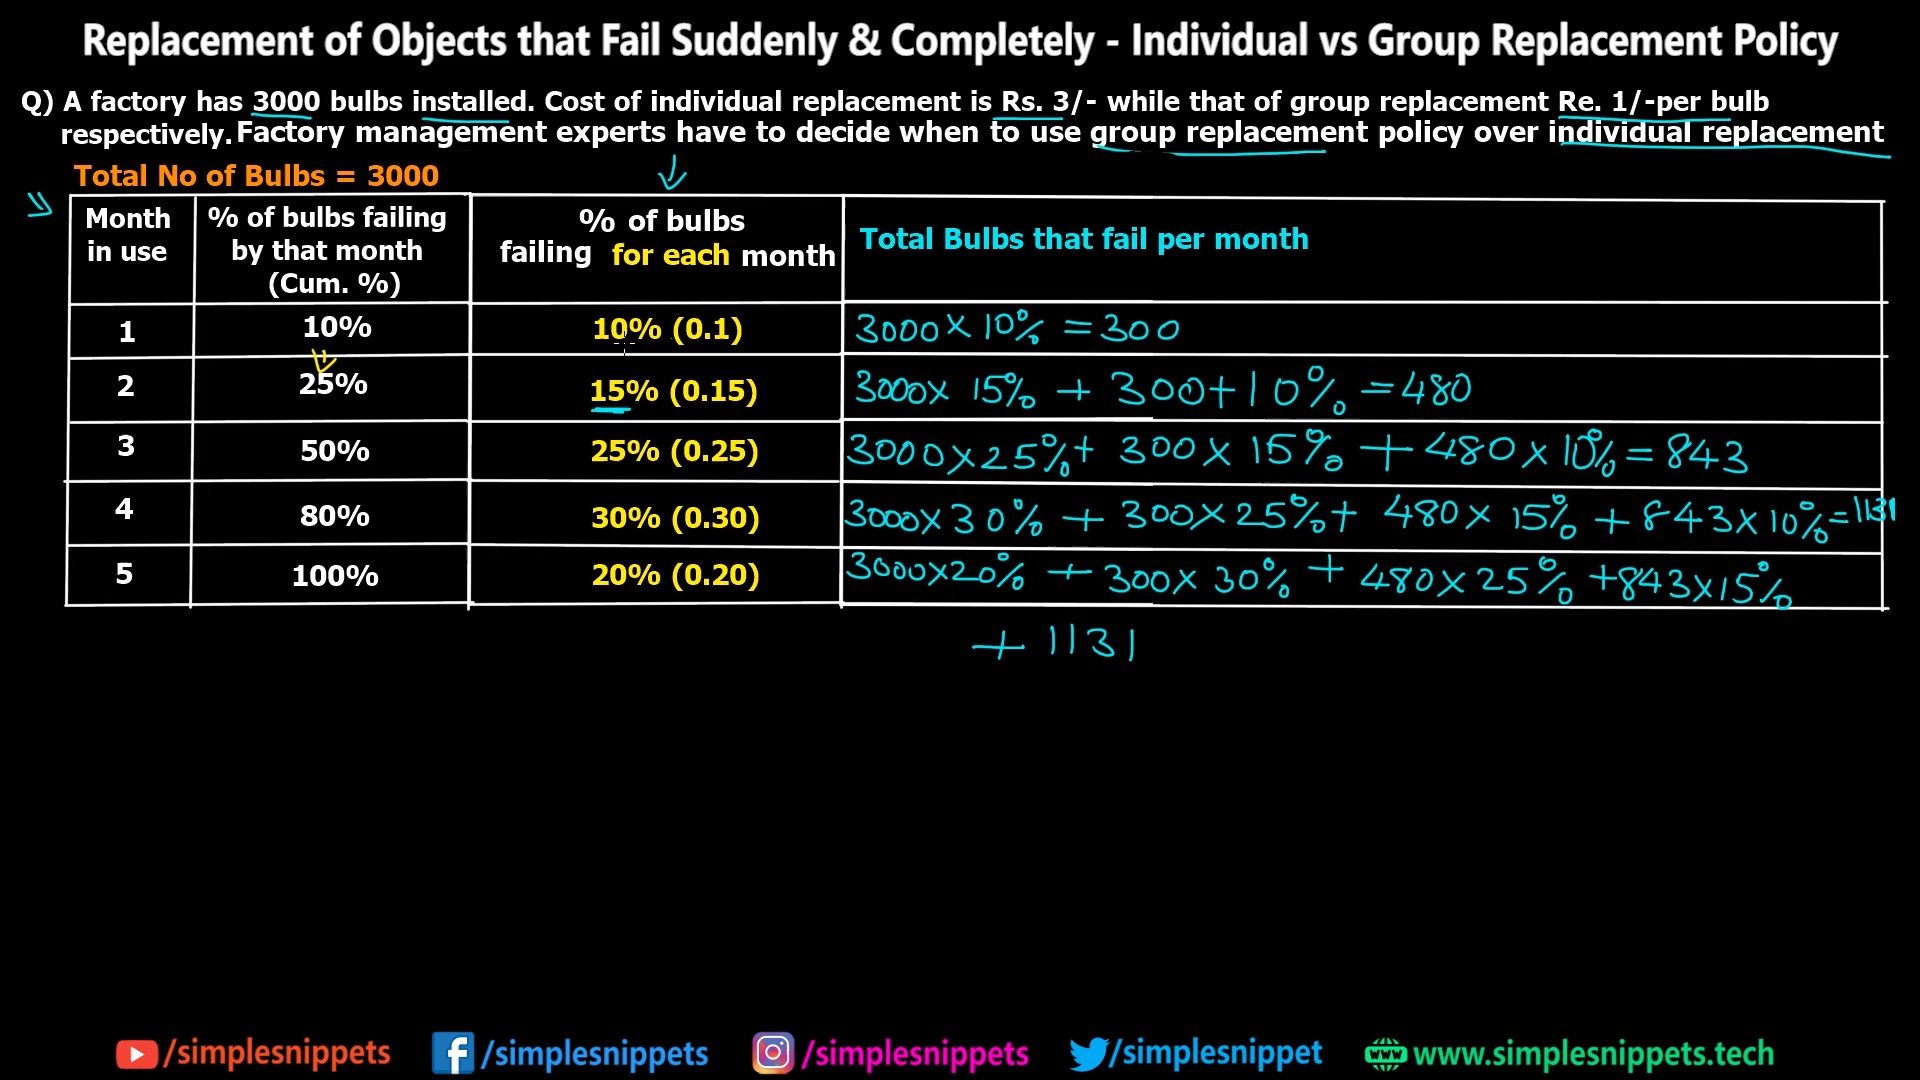 Replacement of Objects that Fail Suddenly & Completely - Individual vs Group Replacement Policy
Q) A factory has 3000 bulbs installed. Cost of individual replacement is Rs. 3/- while that of group replacement Re. 1/-per bulb
respectively. Factory management experts have to decide when to use group replacement policy over individual replacement
Total No of Bulbs = 3000
Month in use
% of bulbs failing by that month (Cum. %)
% of bulbs failing for each month
Total Bulbs that fail per month
1 10% 10% (0.1) 3000 × 10% = 300
2 25% 15% (0.15) 3000 × 15% + 300+10% = 480
3 50% 25% (0.25) 3000 × 25% + 300 × 15% + 480 × 10% = 843
4 80% 30% (0.30) 3000 × 30% + 300 × 25% + 480 × 15% + 843 × 10% = 1131
5 100% 20% (0.20) 3000 × 20% + 300 × 30% + 480 × 25% + 843 × 15%
+ 1131
/simplesnippets /simplesnippets /simplesnippets /simplesnippet www www.simplesnippets.tech